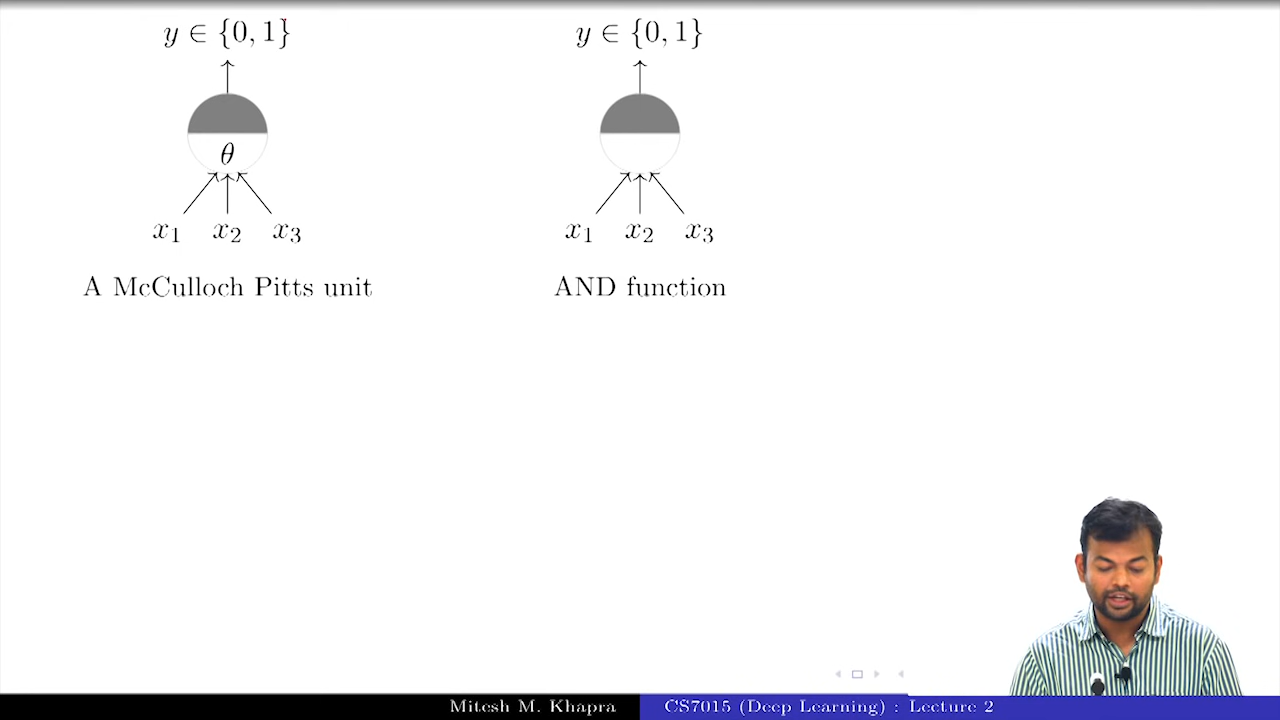 y ∈ {0, 1}
θ
x₁ x₂ x₃
A McCulloch Pitts unit
y ∈ {0, 1}
x₁ x₂ x₃
AND function
Mitesh M. Khapra
CS7015 (Deep Learning) : Lecture 2